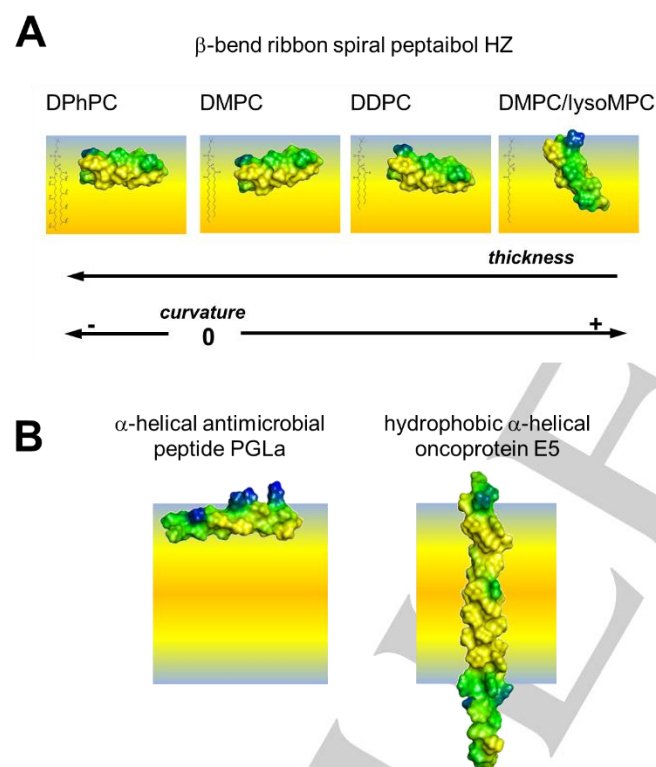 A
β-bend ribbon spiral peptaibol HZ
DPhPC DMPC DDPC DMPC/lysoMPC
thickness
curvature
- 0 +
B
α-helical antimicrobial
peptide PGLa
hydrophobic α-helical
oncoprotein E5